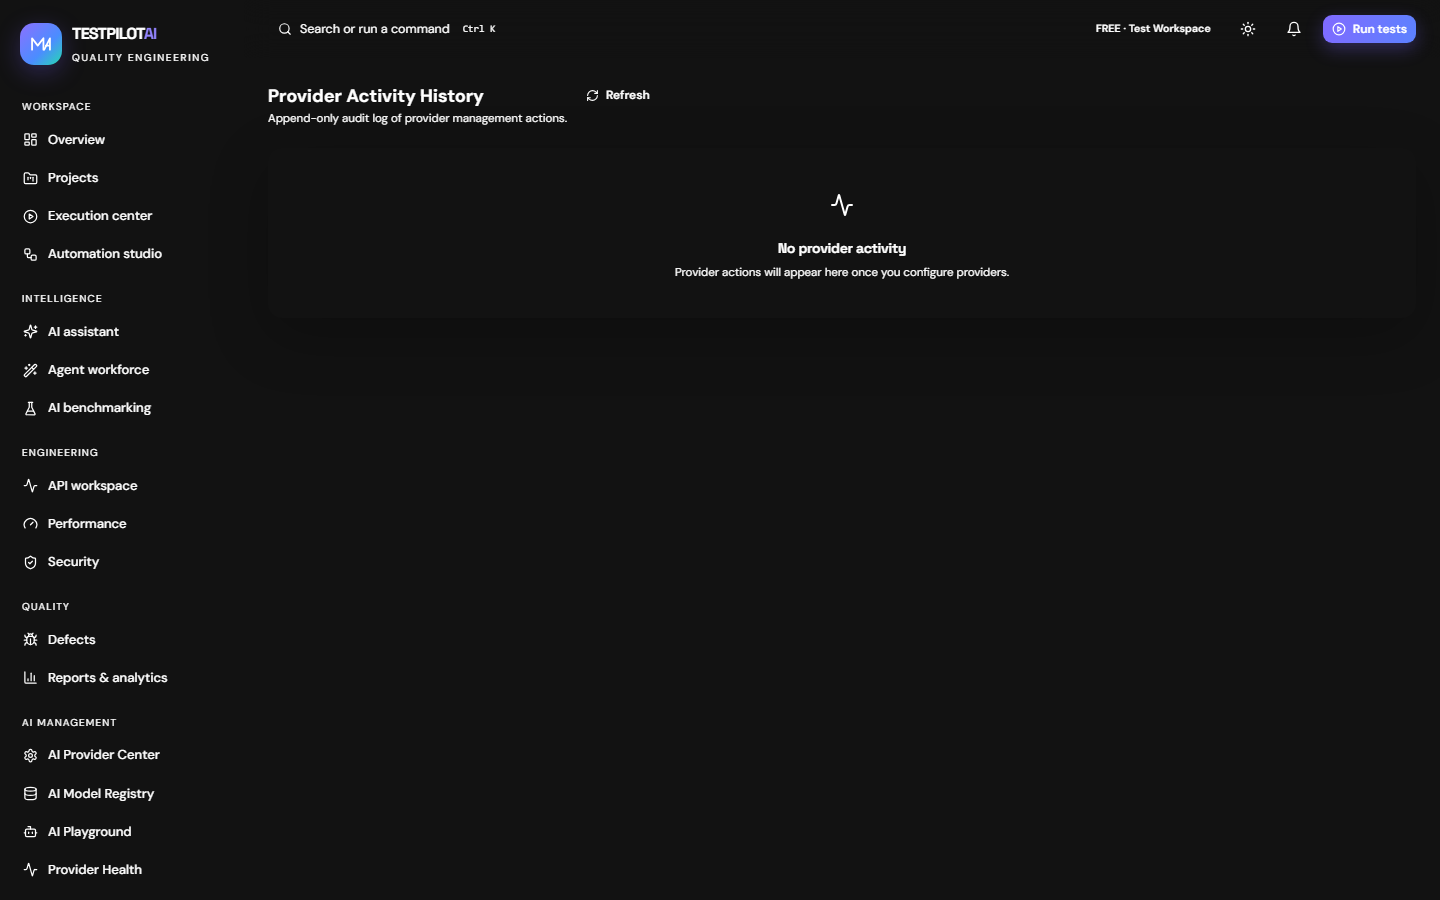 TESTPILOTAI
QUALITY ENGINEERING
Search or run a command Ctrl K
FREE · Test Workspace
Run tests
WORKSPACE
Overview
Projects
Execution center
Automation studio
INTELLIGENCE
AI assistant
Agent workforce
AI benchmarking
ENGINEERING
API workspace
Performance
Security
QUALITY
Defects
Reports & analytics
AI MANAGEMENT
AI Provider Center
AI Model Registry
AI Playground
Provider Health
Provider Activity History
Refresh
Append-only audit log of provider management actions.
No provider activity
Provider actions will appear here once you configure providers.